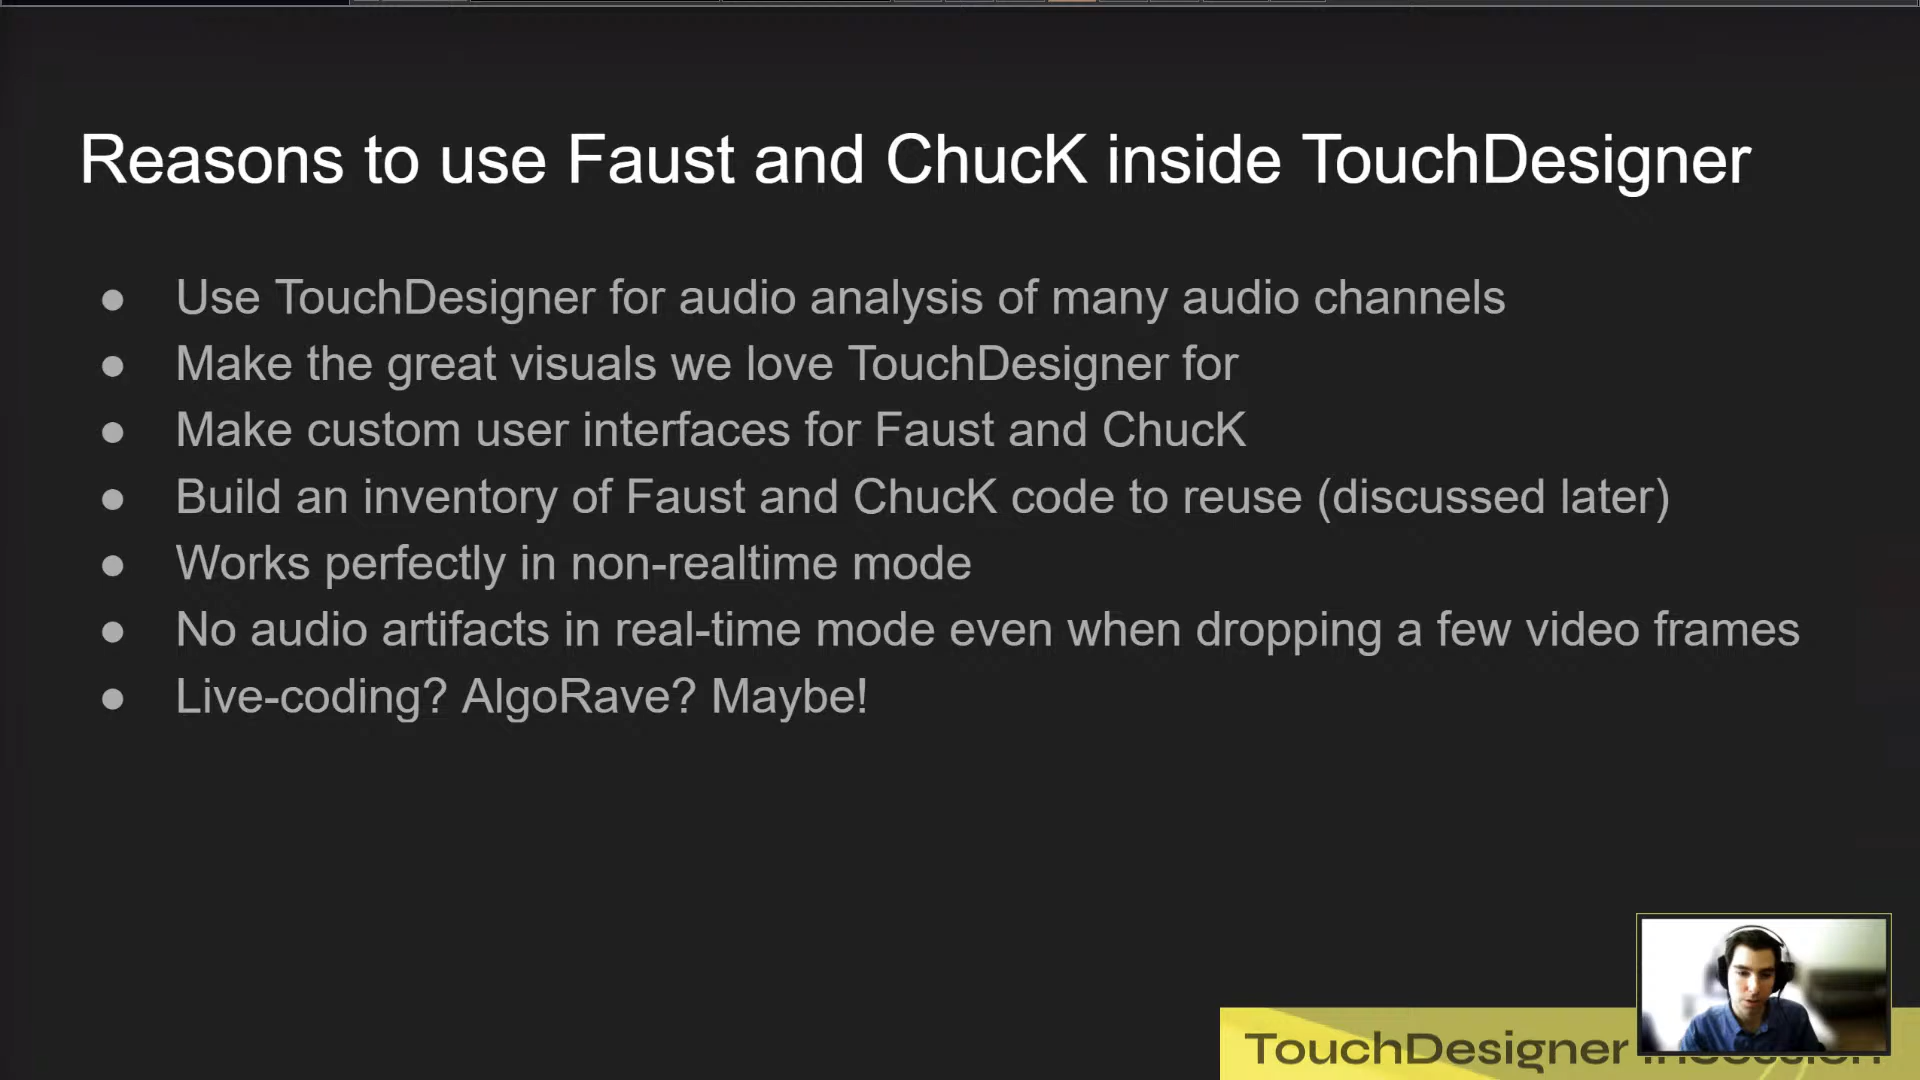 Reasons to use Faust and ChucK inside TouchDesigner
● Use TouchDesigner for audio analysis of many audio channels
● Make the great visuals we love TouchDesigner for
● Make custom user interfaces for Faust and ChucK
● Build an inventory of Faust and ChucK code to reuse (discussed later)
● Works perfectly in non-realtime mode
● No audio artifacts in real-time mode even when dropping a few video frames
● Live-coding? AlgoRave? Maybe!
TouchDesigner